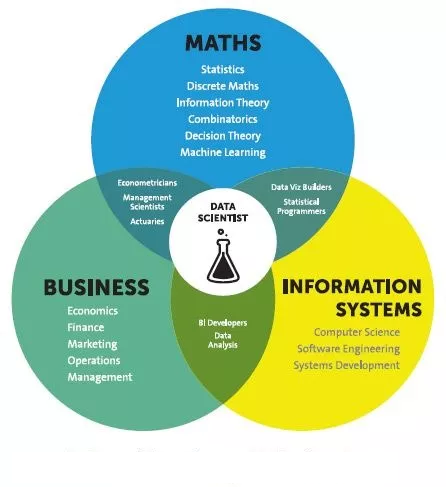 MATHS
Statistics
Discrete Maths
Information Theory
Combinatorics
Decision Theory
Machine Learning
Econometricians
Management
Scientists
Actuaries
DATA
SCIENTIST
Data Viz Builders
Statistical
Programmers
BUSINESS
Economics
Finance
Marketing
Operations
Management
BI Developers
Data
Analysis
INFORMATION
SYSTEMS
Computer Science
Software Engineering
Systems Development